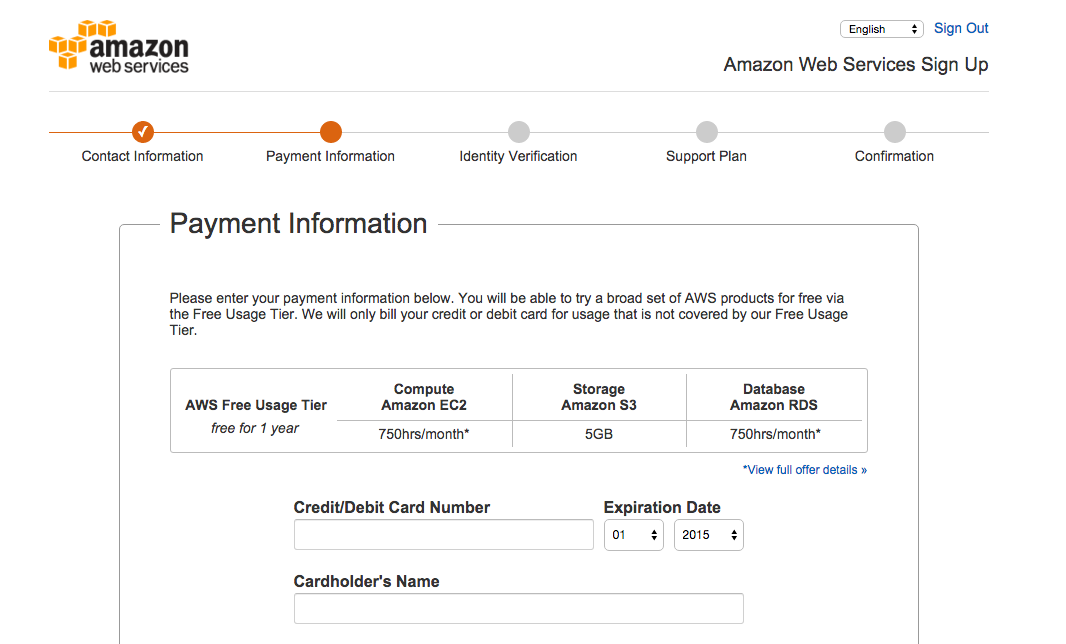 amazon
web services
English
Sign Out
Amazon Web Services Sign Up
Contact Information
Payment Information
Identity Verification
Support Plan
Confirmation
Payment Information
Please enter your payment information below. You will be able to try a broad set of AWS products for free via
the Free Usage Tier. We will only bill your credit or debit card for usage that is not covered by our Free Usage
Tier.
AWS Free Usage Tier
free for 1 year
Compute
Amazon EC2
750hrs/month*
Storage
Amazon S3
5GB
Database
Amazon RDS
750hrs/month*
*View full offer details »
Credit/Debit Card Number
Expiration Date
01
2015
Cardholder's Name